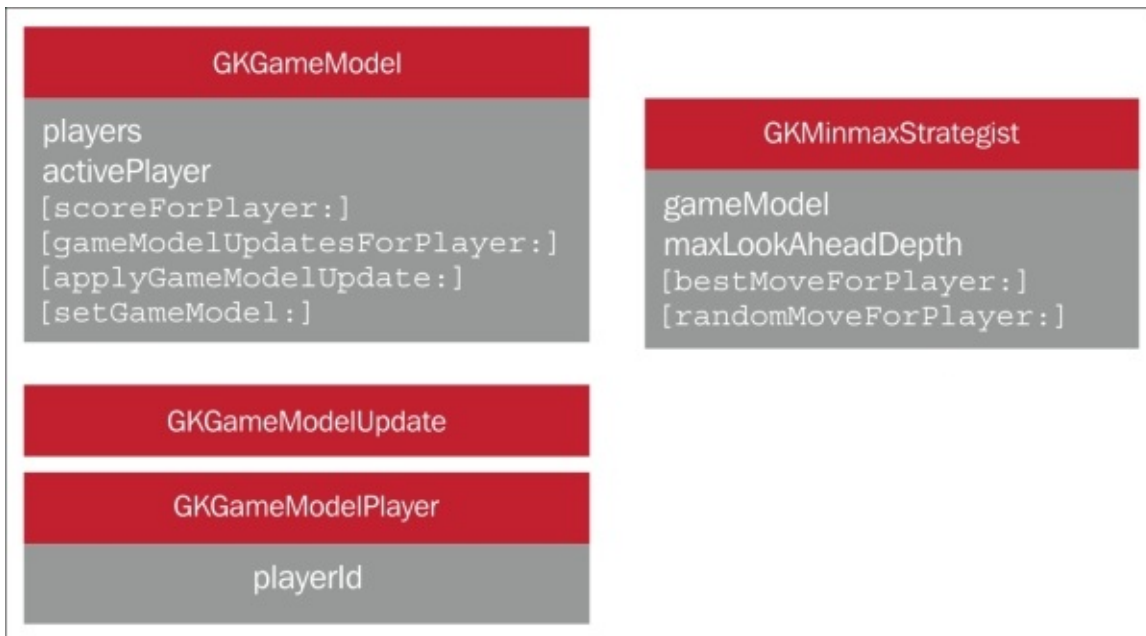 GKGameModel
players
activePlayer
[scoreForPlayer:]
[gameModelUpdatesForPlayer:]
[applyGameModelUpdate:]
[setGameModel:]
GKMinmaxStrategist
gameModel
maxLookAheadDepth
[bestMoveForPlayer:]
[randomMoveForPlayer:]
GKGameModelUpdate
GKGameModelPlayer
playerId